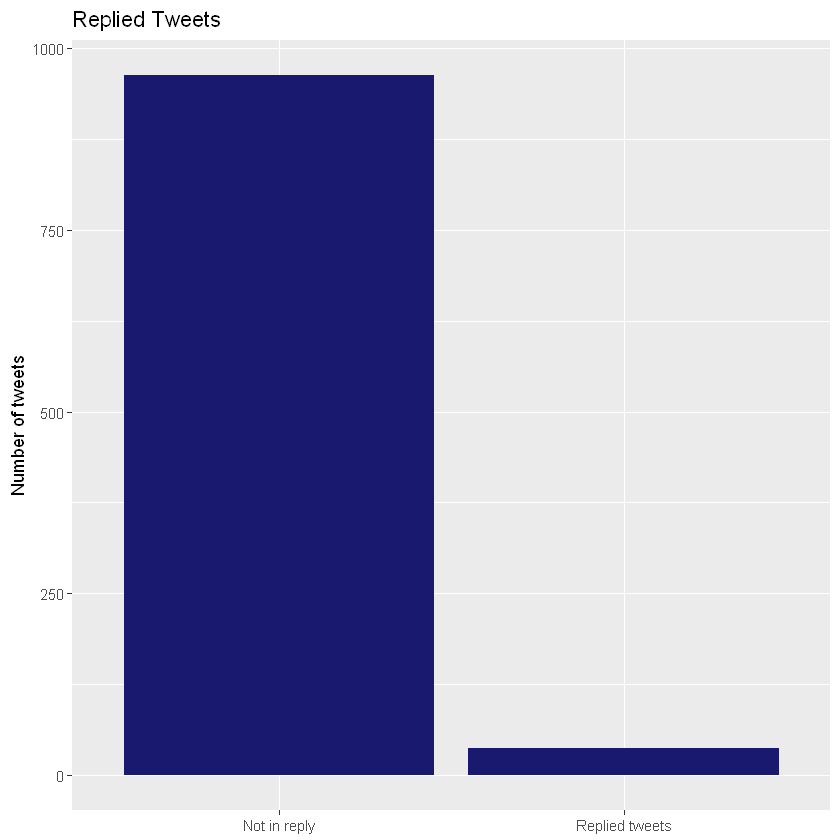 Replied Tweets
1000
750
500
250
0
Number of tweets
Not in reply
Replied tweets